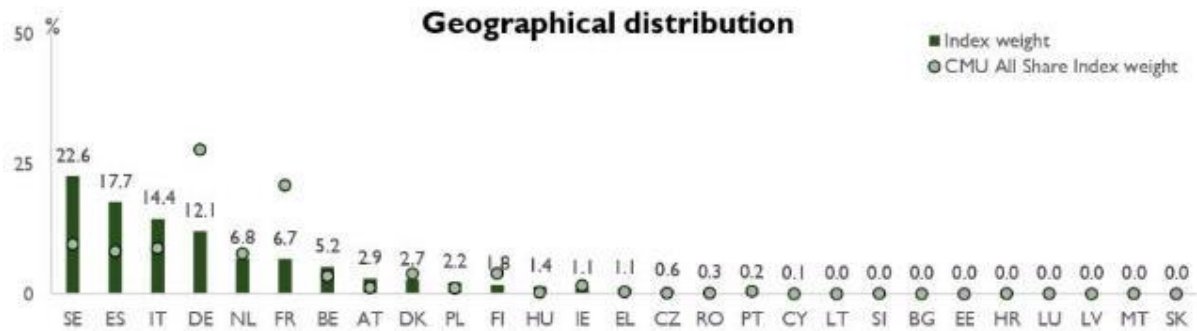 Geographical distribution
50 %
Index weight
CMU All Share Index weight
25
22.6 17.7 14.4 12.1 6.8 6.7 5.2 2.9 2.7 2.2 1.8 1.4 1.1 1.1 0.6 0.3 0.2 0.1 0.0 0.0 0.0 0.0 0.0 0.0 0.0 0.0 0.0
0
SE ES IT DE NL FR BE AT DK PL FI HU IE EL CZ RO PT CY LT SI BG EE HR LU LV MT SK